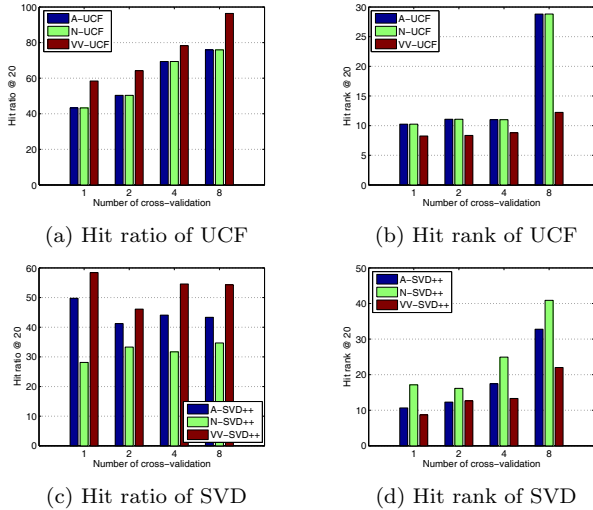 100
80
60
40
20
0
Hit ratio @ 20
A−UCF
N−UCF
VV−UCF
1 2 4 8
Number of cross−validation
(a) Hit ratio of UCF
30
25
20
15
10
5
0
Hit rank @ 20
A−UCF
N−UCF
VV−UCF
1 2 4 8
Number of cross−validation
(b) Hit rank of UCF
60
50
40
30
20
10
0
Hit ratio @ 20
A−SVD++
N−SVD++
VV−SVD++
1 2 4 8
Number of cross−validation
(c) Hit ratio of SVD
50
40
30
20
10
0
Hit rank @ 20
A−SVD++
N−SVD++
VV−SVD++
1 2 4 8
Number of cross−validation
(d) Hit rank of SVD